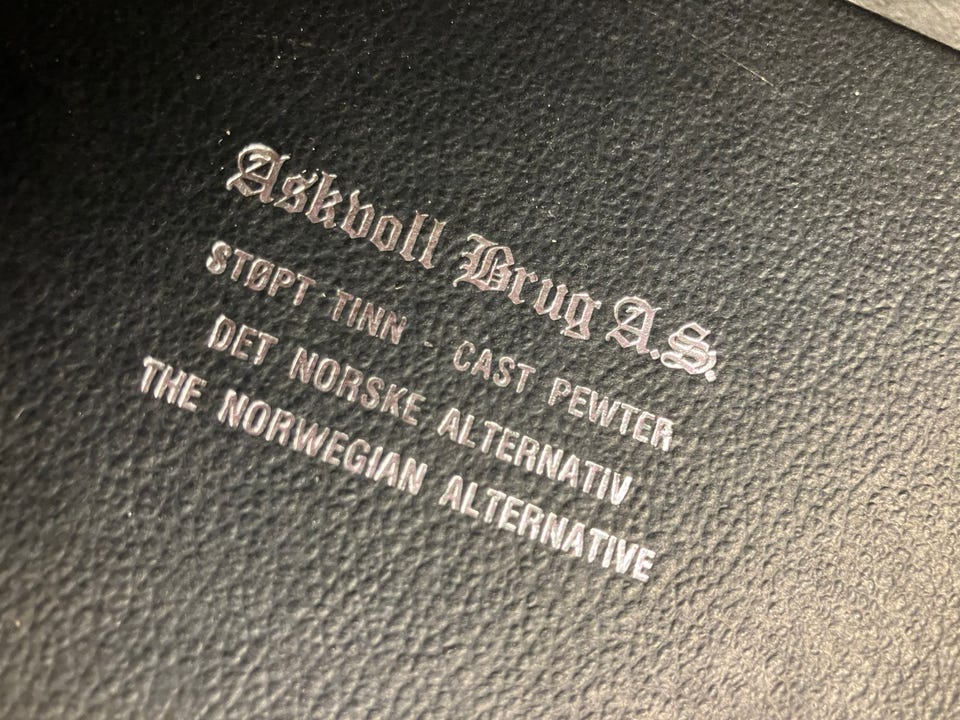 Askvoll Brug A.S.
STØPT TINN - CAST PEWTER
DET NORSKE ALTERNATIV
THE NORWEGIAN ALTERNATIVE